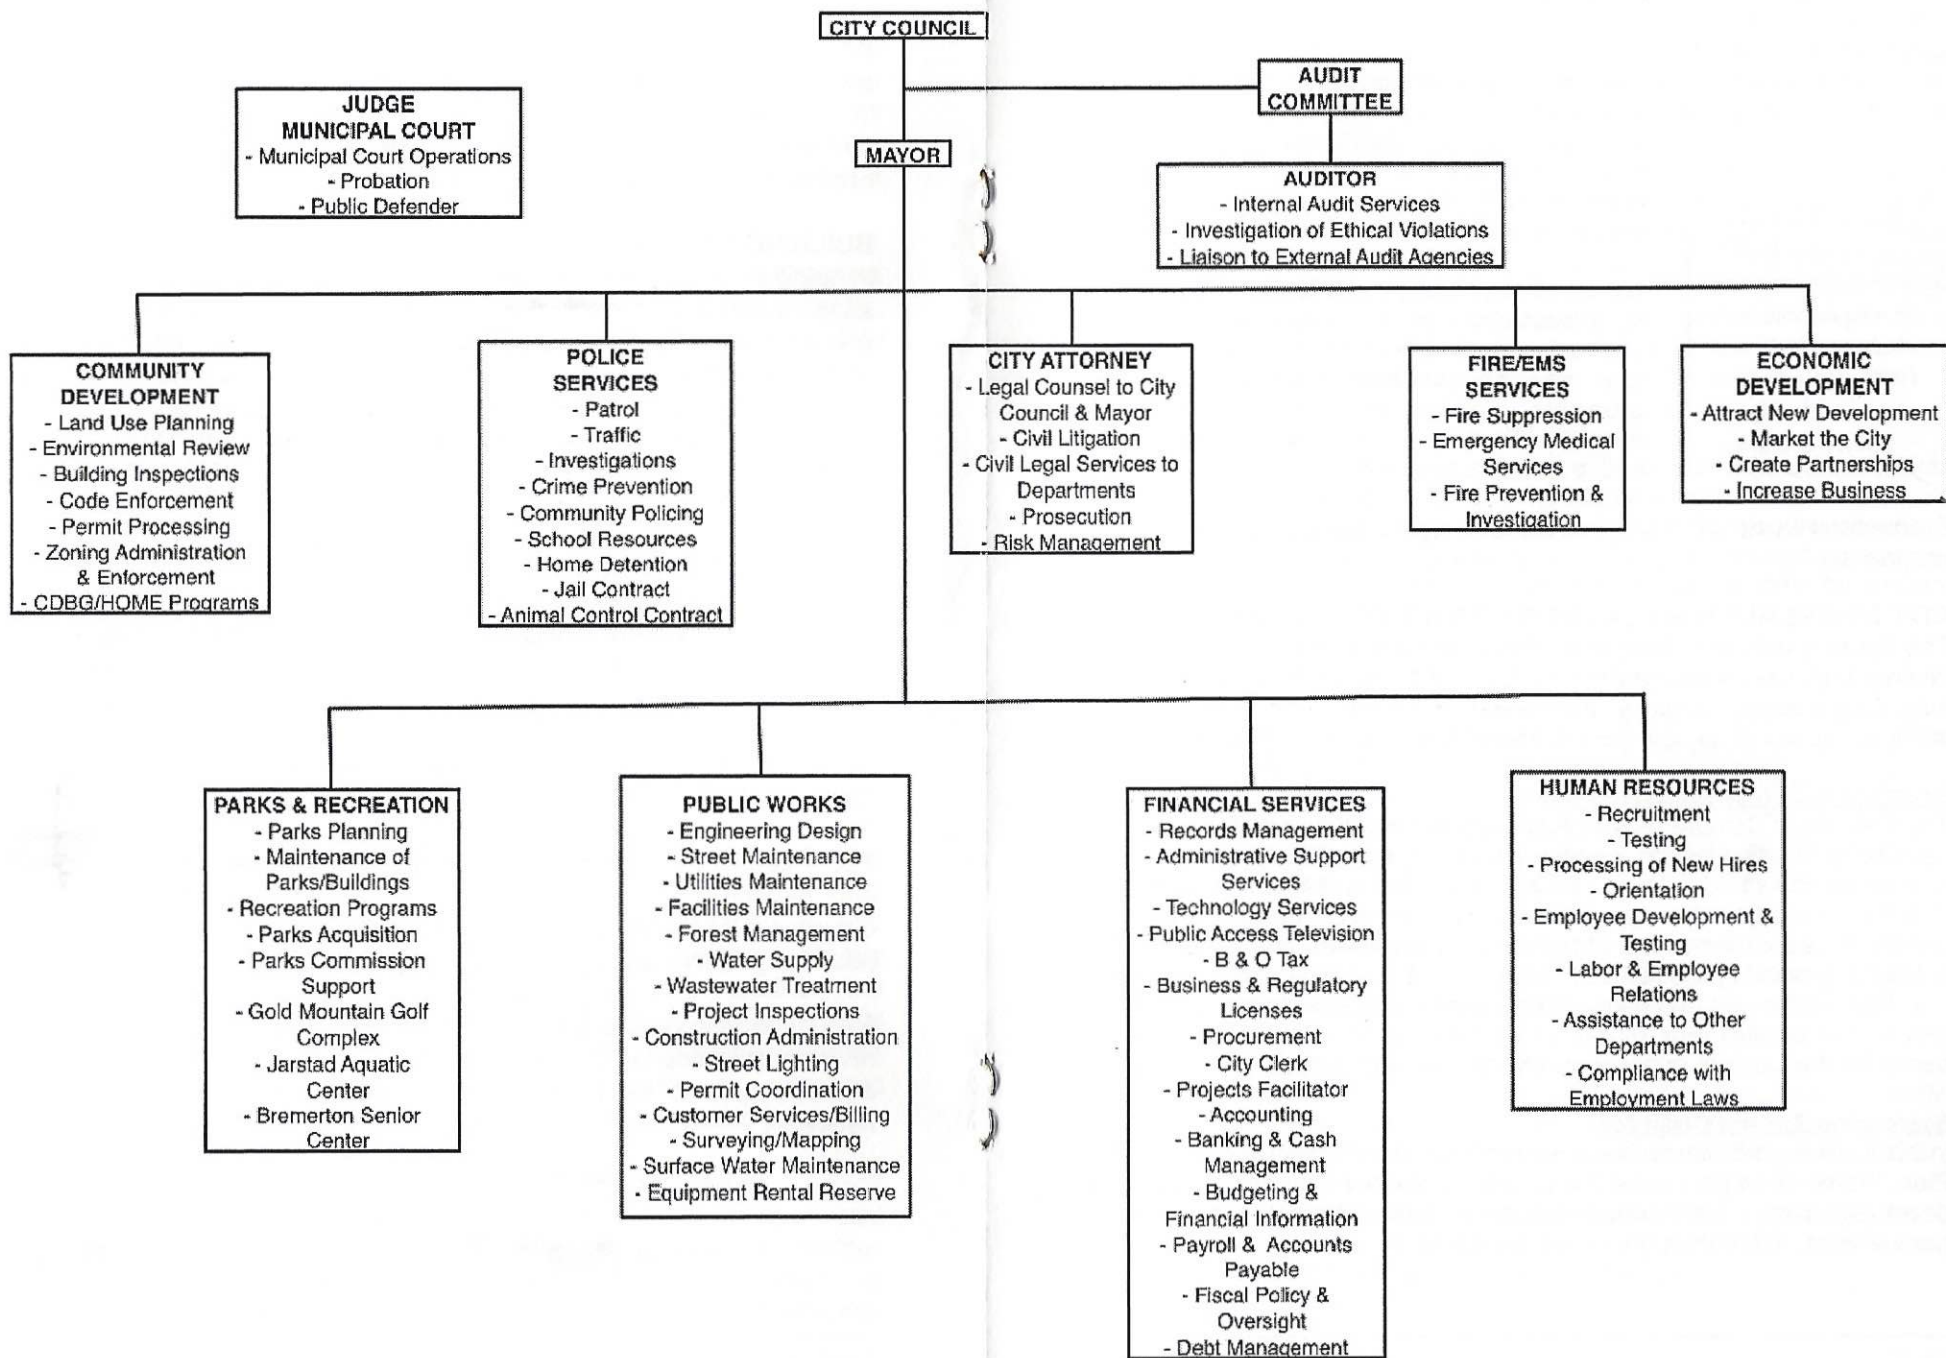 CITY COUNCIL
AUDIT
COMMITTEE
JUDGE
MUNICIPAL COURT
- Municipal Court Operations
- Probation
- Public Defender
MAYOR
AUDITOR
- Internal Audit Services
- Investigation of Ethical Violations
- Liaison to External Audit Agencies
COMMUNITY
DEVELOPMENT
- Land Use Planning
- Environmental Review
- Building Inspections
- Code Enforcement
- Permit Processing
- Zoning Administration
& Enforcement
- CDBG/HOME Programs
POLICE
SERVICES
- Patrol
- Traffic
- Investigations
- Crime Prevention
- Community Policing
- School Resources
- Home Detention
- Jail Contract
- Animal Control Contract
CITY ATTORNEY
- Legal Counsel to City
Council & Mayor
- Civil Litigation
- Civil Legal Services to
Departments
- Prosecution
- Risk Management
FIRE/EMS
SERVICES
- Fire Suppression
- Emergency Medical
Services
- Fire Prevention &
Investigation
ECONOMIC
DEVELOPMENT
- Attract New Development
- Market the City
- Create Partnerships
- Increase Business
PARKS & RECREATION
- Parks Planning
- Maintenance of
Parks/Buildings
- Recreation Programs
- Parks Acquisition
- Parks Commission
Support
- Gold Mountain Golf
Complex
- Jarstad Aquatic
Center
- Bremerton Senior
Center
PUBLIC WORKS
- Engineering Design
- Street Maintenance
- Utilities Maintenance
- Facilities Maintenance
- Forest Management
- Water Supply
- Wastewater Treatment
- Project Inspections
- Construction Administration
- Street Lighting
- Permit Coordination
- Customer Services/Billing
- Surveying/Mapping
- Surface Water Maintenance
- Equipment Rental Reserve
FINANCIAL SERVICES
- Records Management
- Administrative Support
Services
- Technology Services
- Public Access Television
- B & O Tax
- Business & Regulatory
Licenses
- Procurement
- City Clerk
- Projects Facilitator
- Accounting
- Banking & Cash
Management
- Budgeting &
Financial Information
- Payroll & Accounts
Payable
- Fiscal Policy &
Oversight
- Debt Management
HUMAN RESOURCES
- Recruitment
- Testing
- Processing of New Hires
- Orientation
- Employee Development &
Testing
- Labor & Employee
Relations
- Assistance to Other
Departments
- Compliance with
Employment Laws